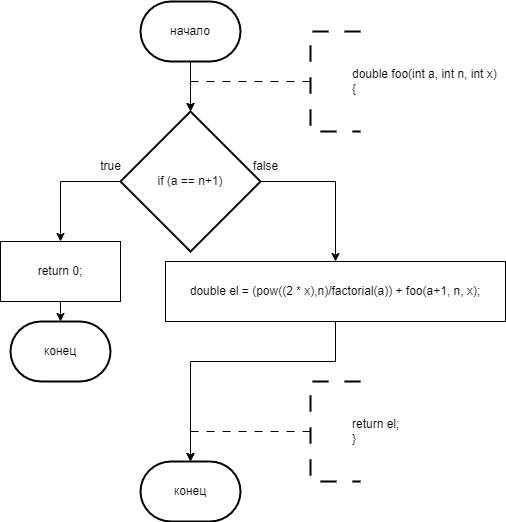 начало
double foo(int a, int n, int x)
{
true
false
if (a == n+1)
return 0;
double el = (pow((2 * x),n)/factorial(a)) + foo(a+1, n, x);
конец
return el;
}
конец